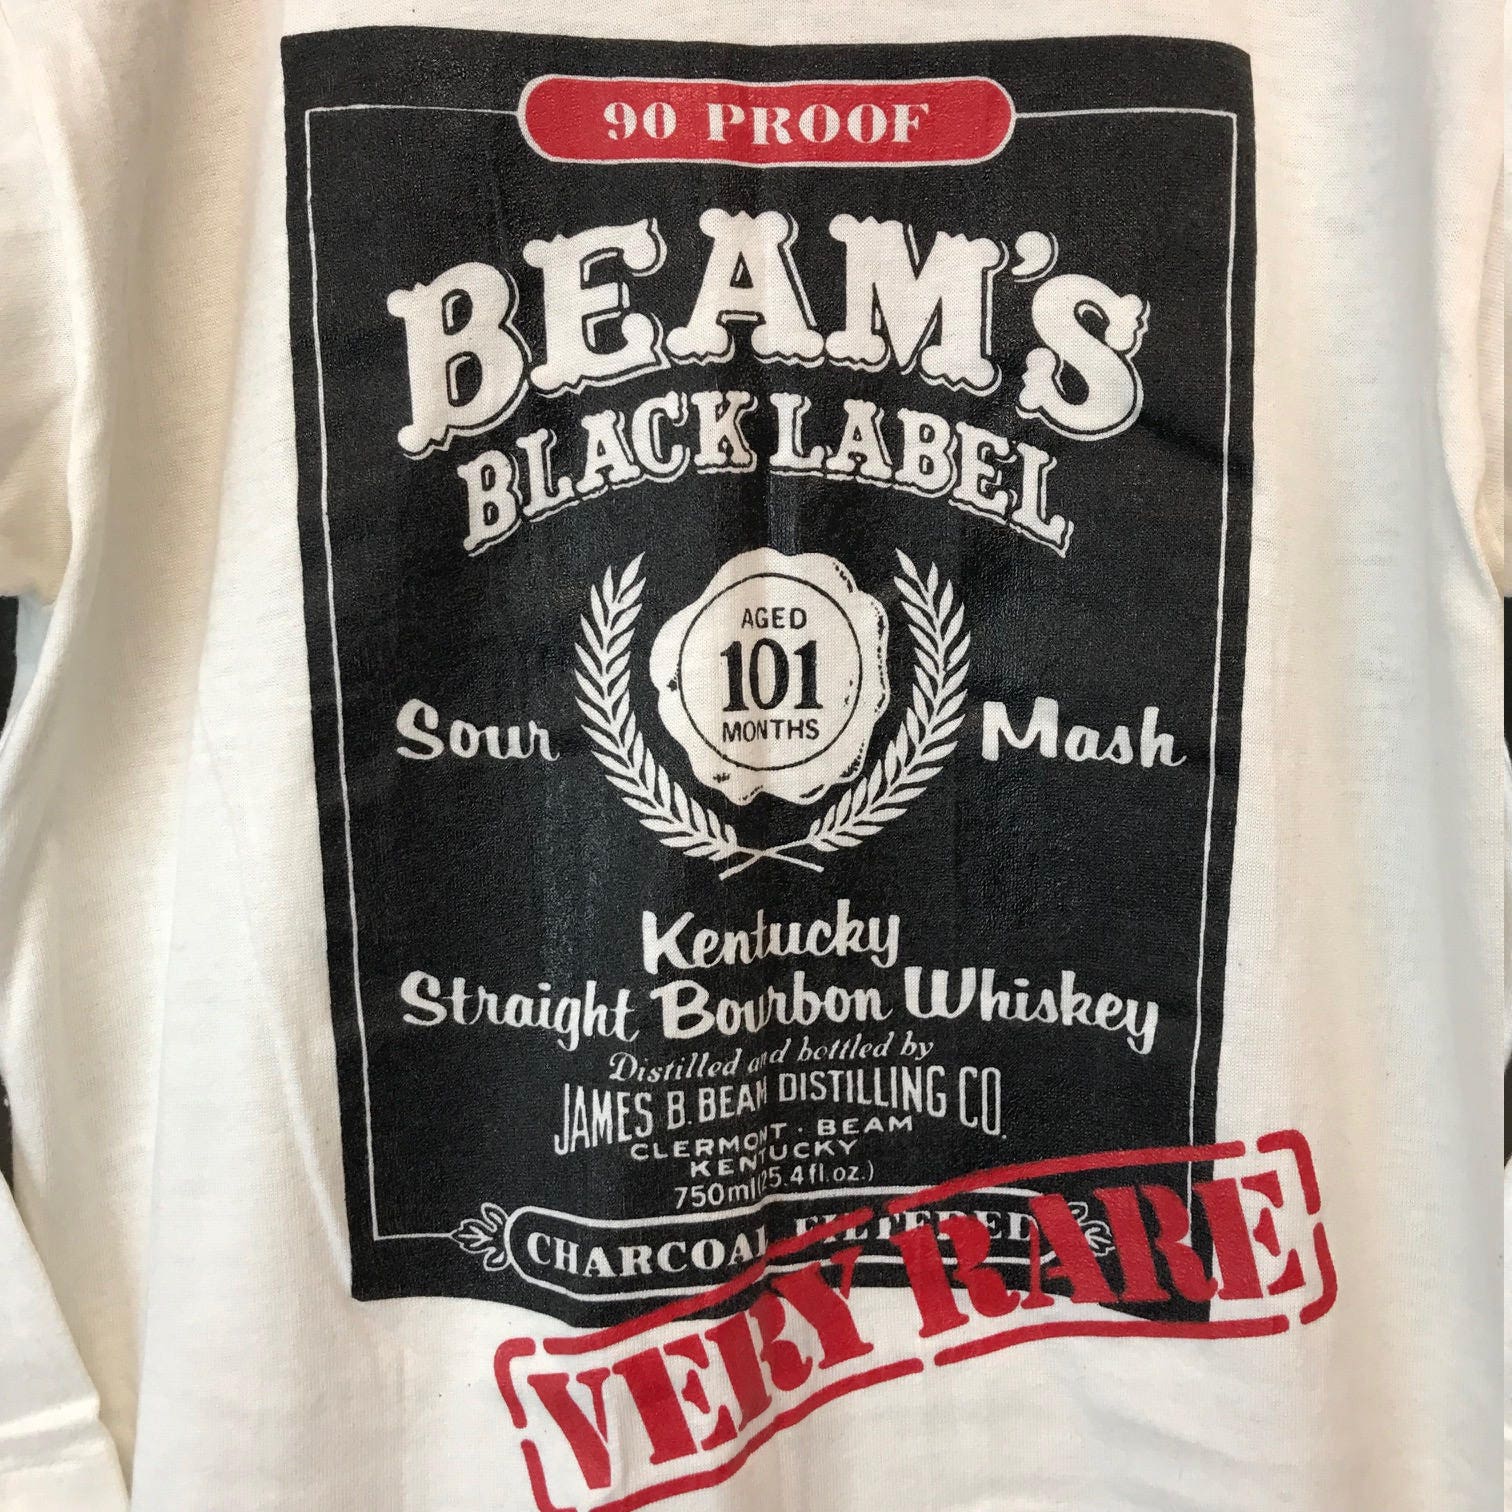 90 PROOF
BEAM'S
BLACK LABEL
AGED
101
MONTHS
Sour Mash
Kentucky
Straight Bourbon Whiskey
Distilled and bottled by
JAMES B. BEAM DISTILLING CO.
CLERMONT · BEAM
KENTUCKY
750ml (25.4 fl. oz.)
CHARCOAL FILTERED
VERY RARE